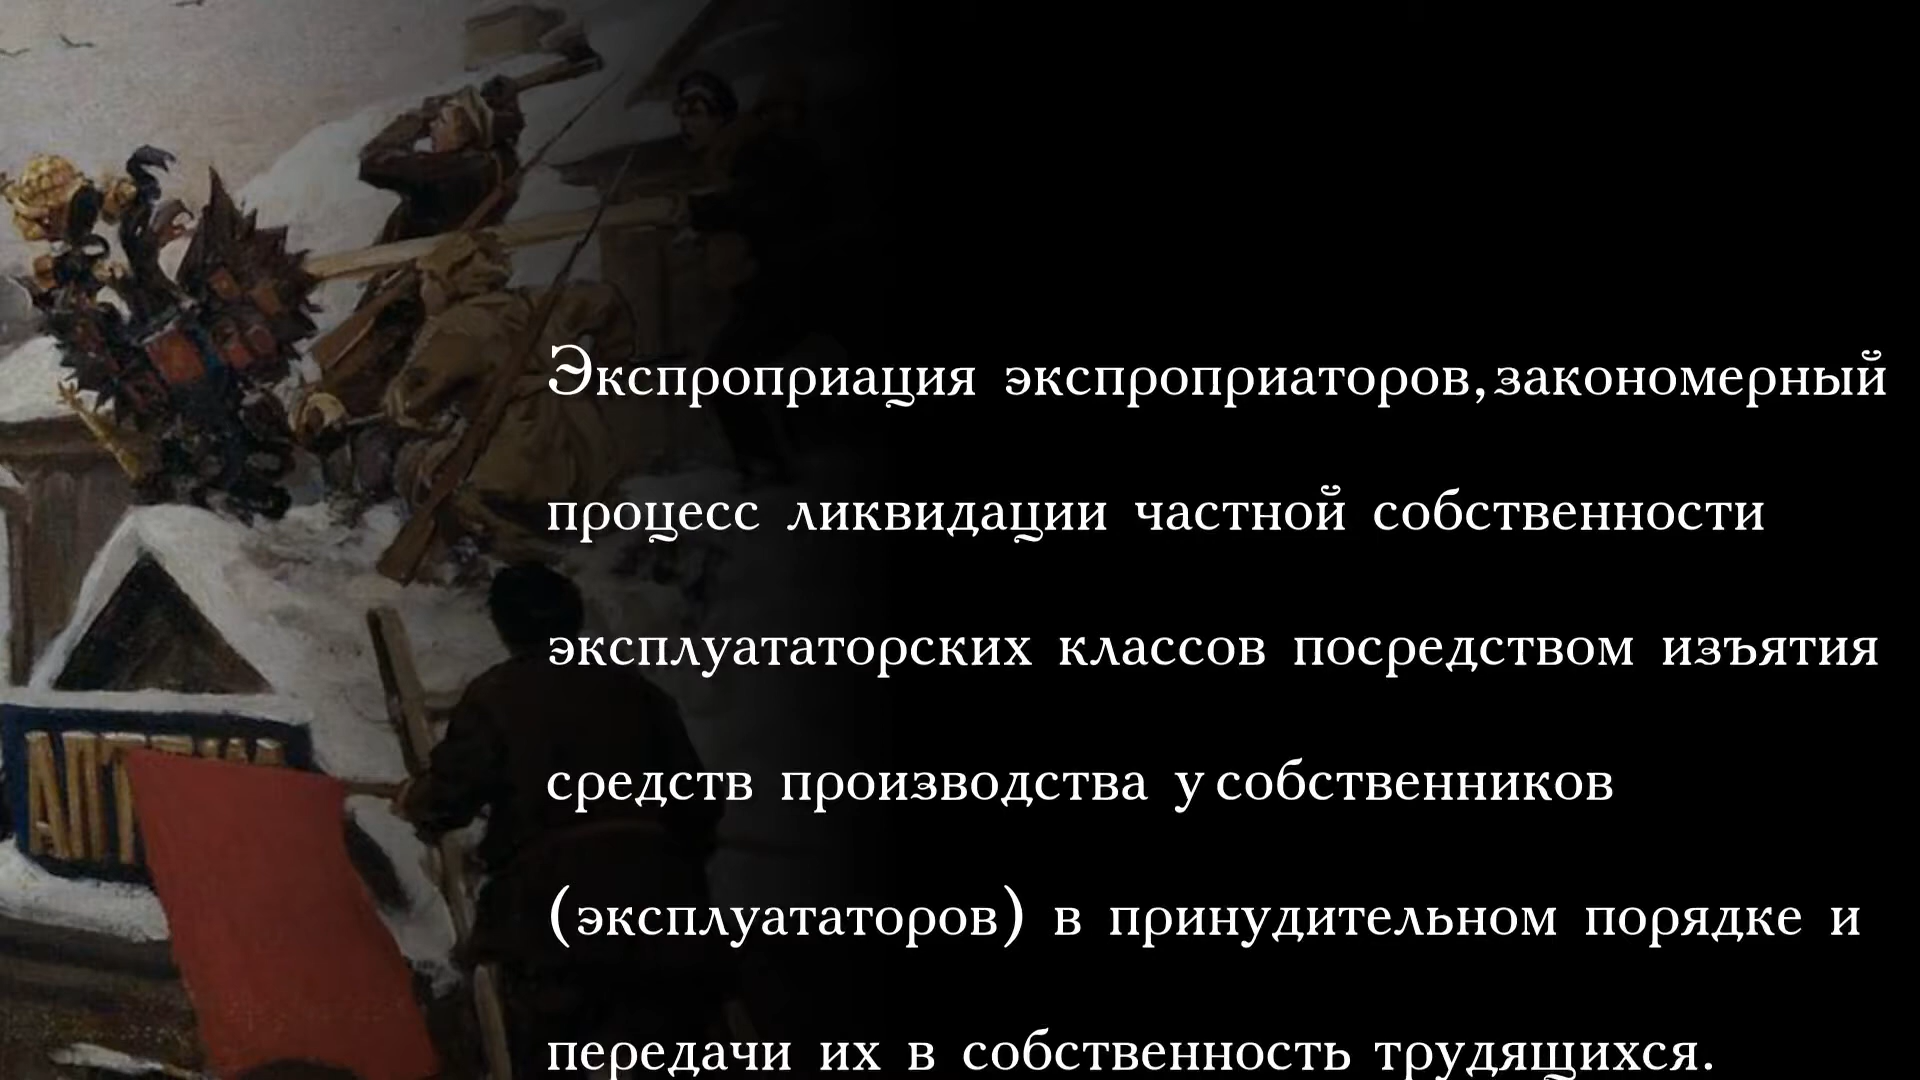 Экспроприация экспроприаторов, закономерный
процесс ликвидации частной собственности
эксплуататорских классов посредством изъятия
средств производства у собственников
(эксплуататоров) в принудительном порядке и
передачи их в собственность трудящихся.